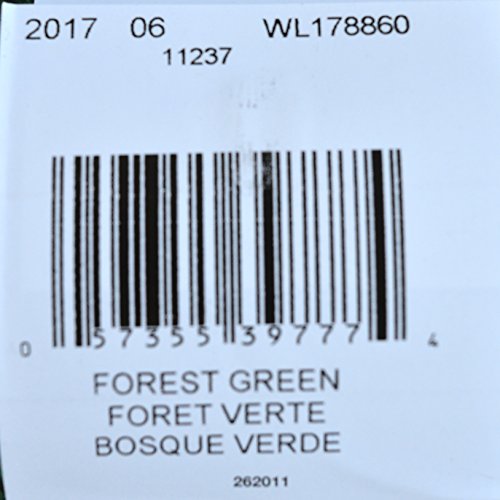 2017 06 WL178860
11237
0 57355 39777 4
FOREST GREEN
FORET VERTE
BOSQUE VERDE
262011